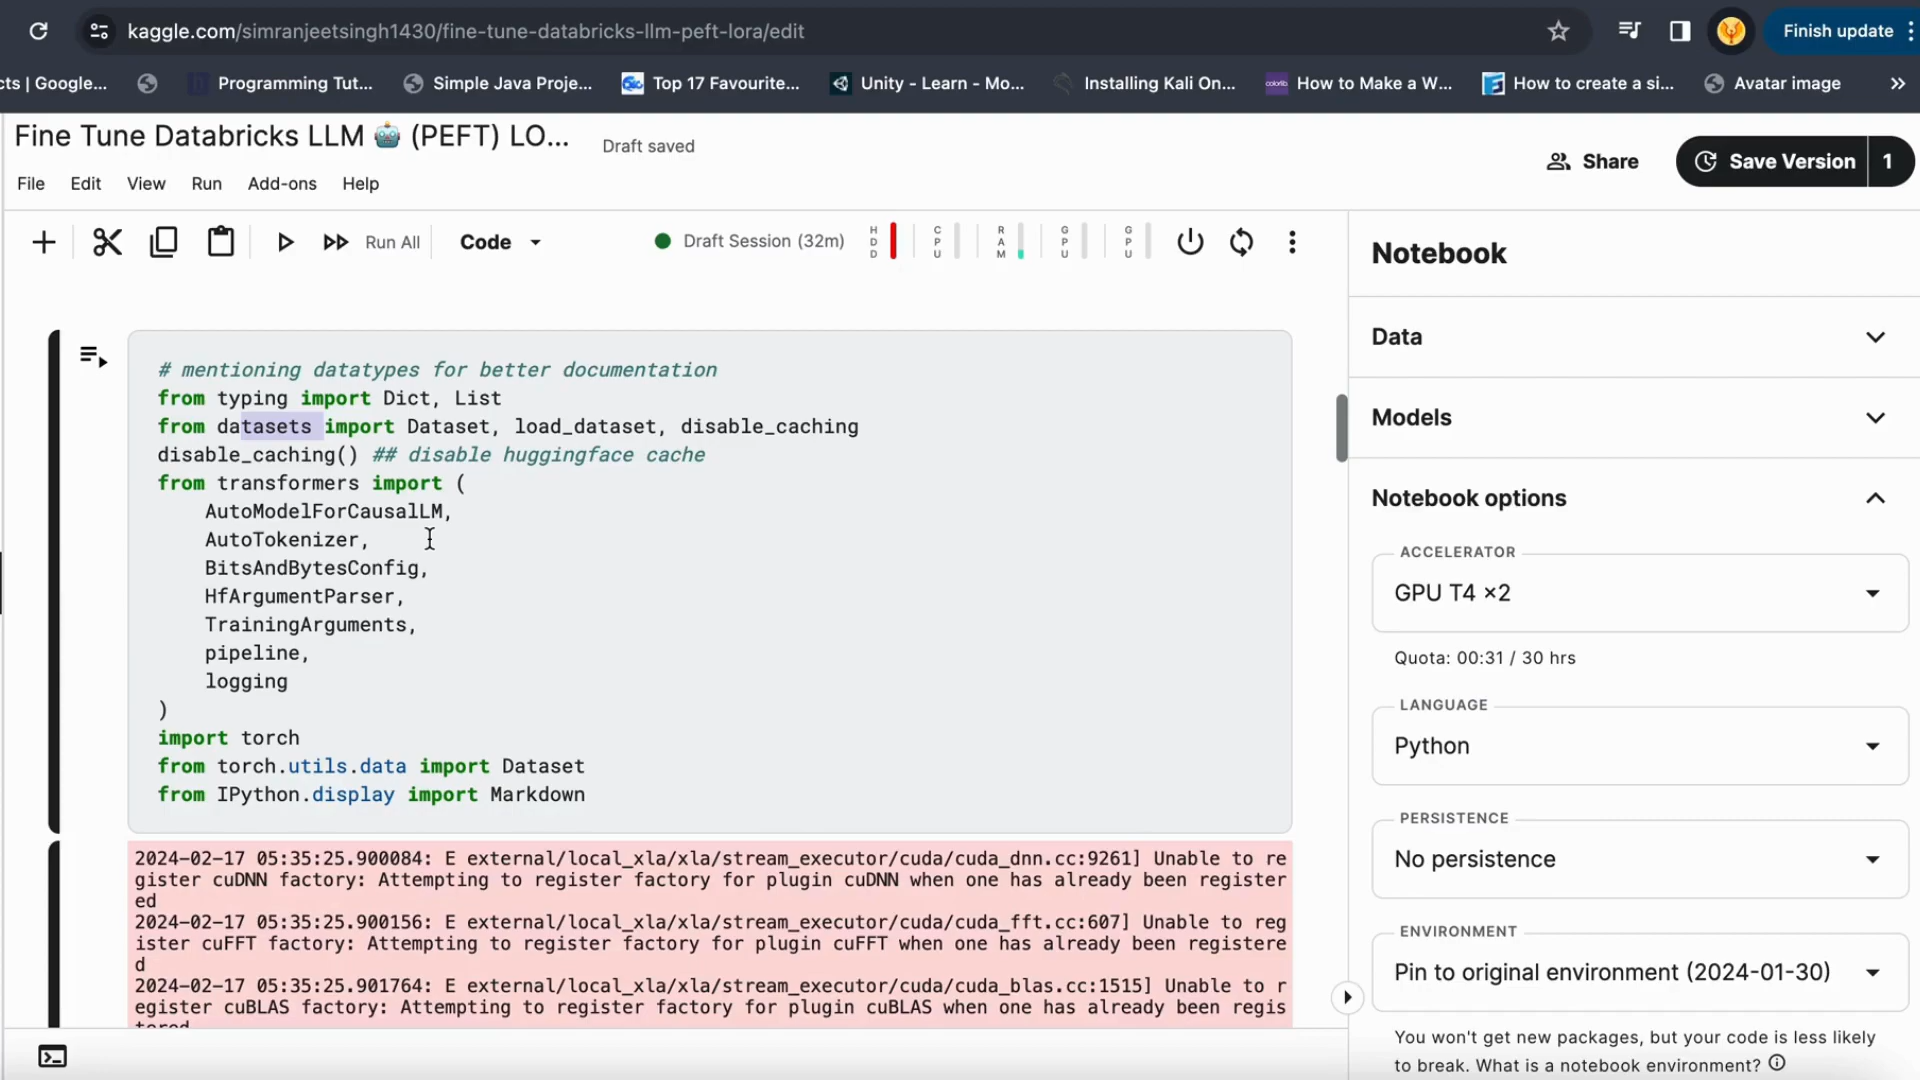 kaggle.com/simranjeetsingh1430/fine-tune-databricks-llm-peft-lora/edit
Finish update
cts | Google...
Programming Tut...
Simple Java Proje...
Top 17 Favourite...
Unity - Learn - Mo...
Installing Kali On...
How to Make a W...
How to create a si...
Avatar image
Fine Tune Databricks LLM 🤖 (PEFT) LO...
Draft saved
Share
Save Version
1
File
Edit
View
Run
Add-ons
Help
Run All
Code
Draft Session (32m)
HDD
CPU
RAM
GPU
GPU
# mentioning datatypes for better documentation
from typing import Dict, List
from datasets import Dataset, load_dataset, disable_caching
disable_caching() ## disable huggingface cache
from transformers import (
AutoModelForCausalLM,
AutoTokenizer,
BitsAndBytesConfig,
HfArgumentParser,
TrainingArguments,
pipeline,
logging
)
import torch
from torch.utils.data import Dataset
from IPython.display import Markdown
2024-02-17 05:35:25.900084: E external/local_xla/xla/stream_executor/cuda/cuda_dnn.cc:9261] Unable to re
gister cuDNN factory: Attempting to register factory for plugin cuDNN when one has already been register
ed
2024-02-17 05:35:25.900156: E external/local_xla/xla/stream_executor/cuda/cuda_fft.cc:607] Unable to reg
ister cuFFT factory: Attempting to register factory for plugin cuFFT when one has already been registere
d
2024-02-17 05:35:25.901764: E external/local_xla/xla/stream_executor/cuda/cuda_blas.cc:1515] Unable to r
egister cuBLAS factory: Attempting to register factory for plugin cuBLAS when one has already been regis
tered
Notebook
Data
Models
Notebook options
ACCELERATOR
GPU T4 ×2
Quota: 00:31 / 30 hrs
LANGUAGE
Python
PERSISTENCE
No persistence
ENVIRONMENT
Pin to original environment (2024-01-30)
You won't get new packages, but your code is less likely
to break. What is a notebook environment?